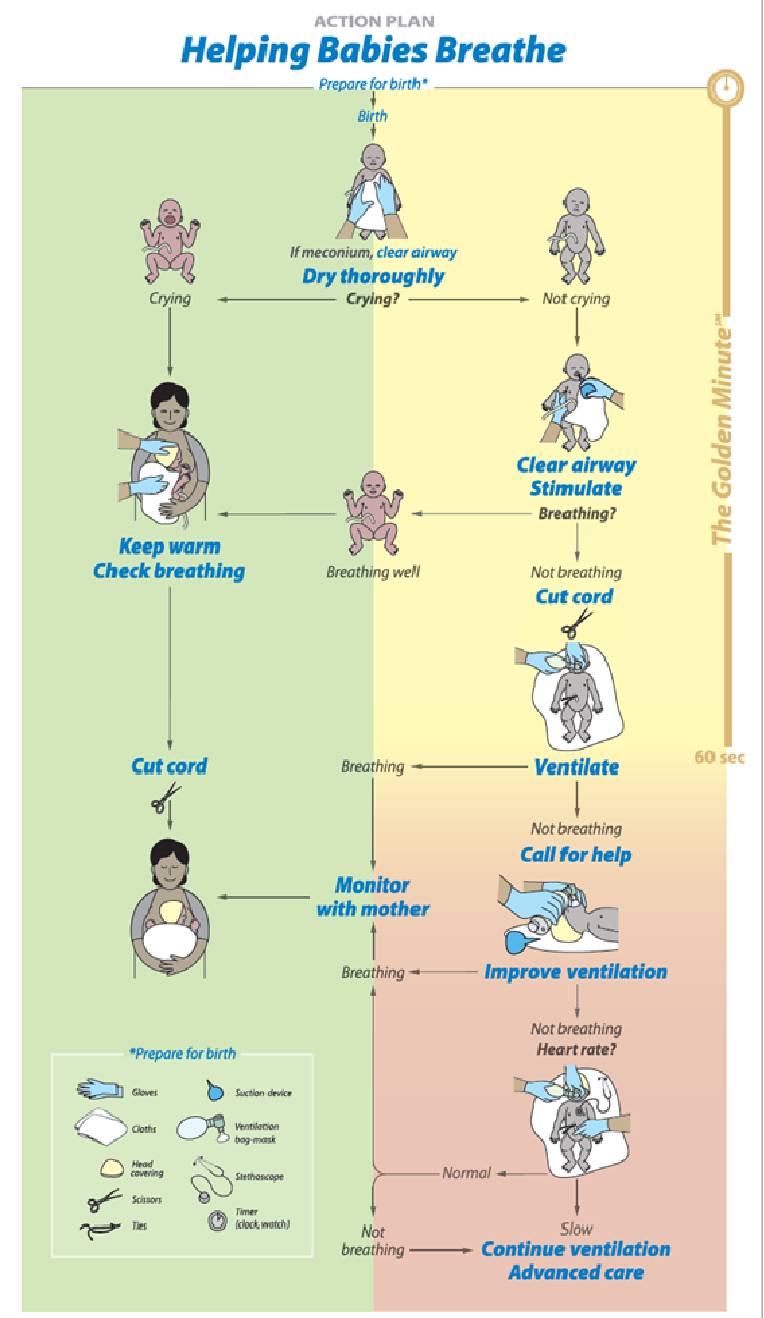 ACTION PLAN
Helping Babies Breathe
Prepare for birth*
Birth
If meconium, clear airway
Dry thoroughly
Crying
Crying?
Not crying
The Golden Minute℠
Clear airway
Stimulate
Breathing?
Keep warm
Check breathing
Breathing well
Not breathing
Cut cord
60 sec
Cut cord
Breathing
Ventilate
Not breathing
Call for help
Monitor
with mother
Breathing
Improve ventilation
Not breathing
Heart rate?
*Prepare for birth
Gloves
Suction device
Cloths
Ventilation
bag-mask
Head
covering
Stethoscope
Scissors
Timer
(clock, watch)
Ties
Normal
Not
breathing
Slow
Continue ventilation
Advanced care